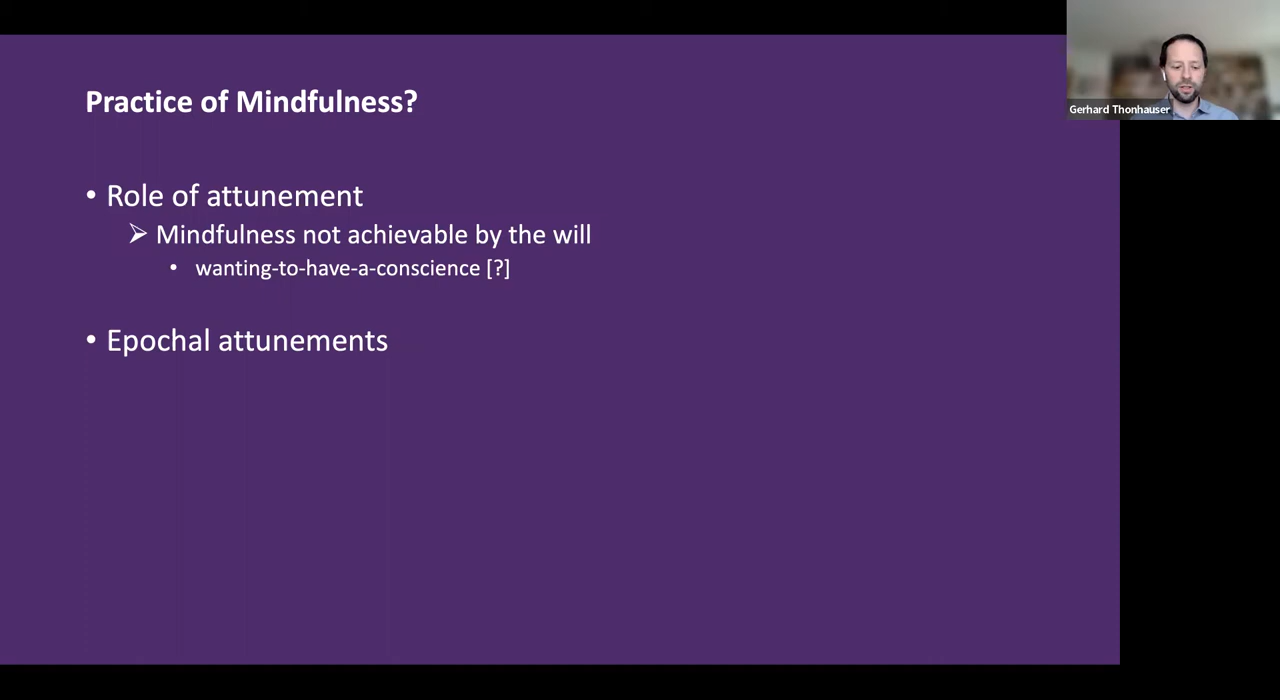 Practice of Mindfulness?
• Role of attunement
➢ Mindfulness not achievable by the will
• wanting-to-have-a-conscience [?]
• Epochal attunements
Gerhard Thonhauser